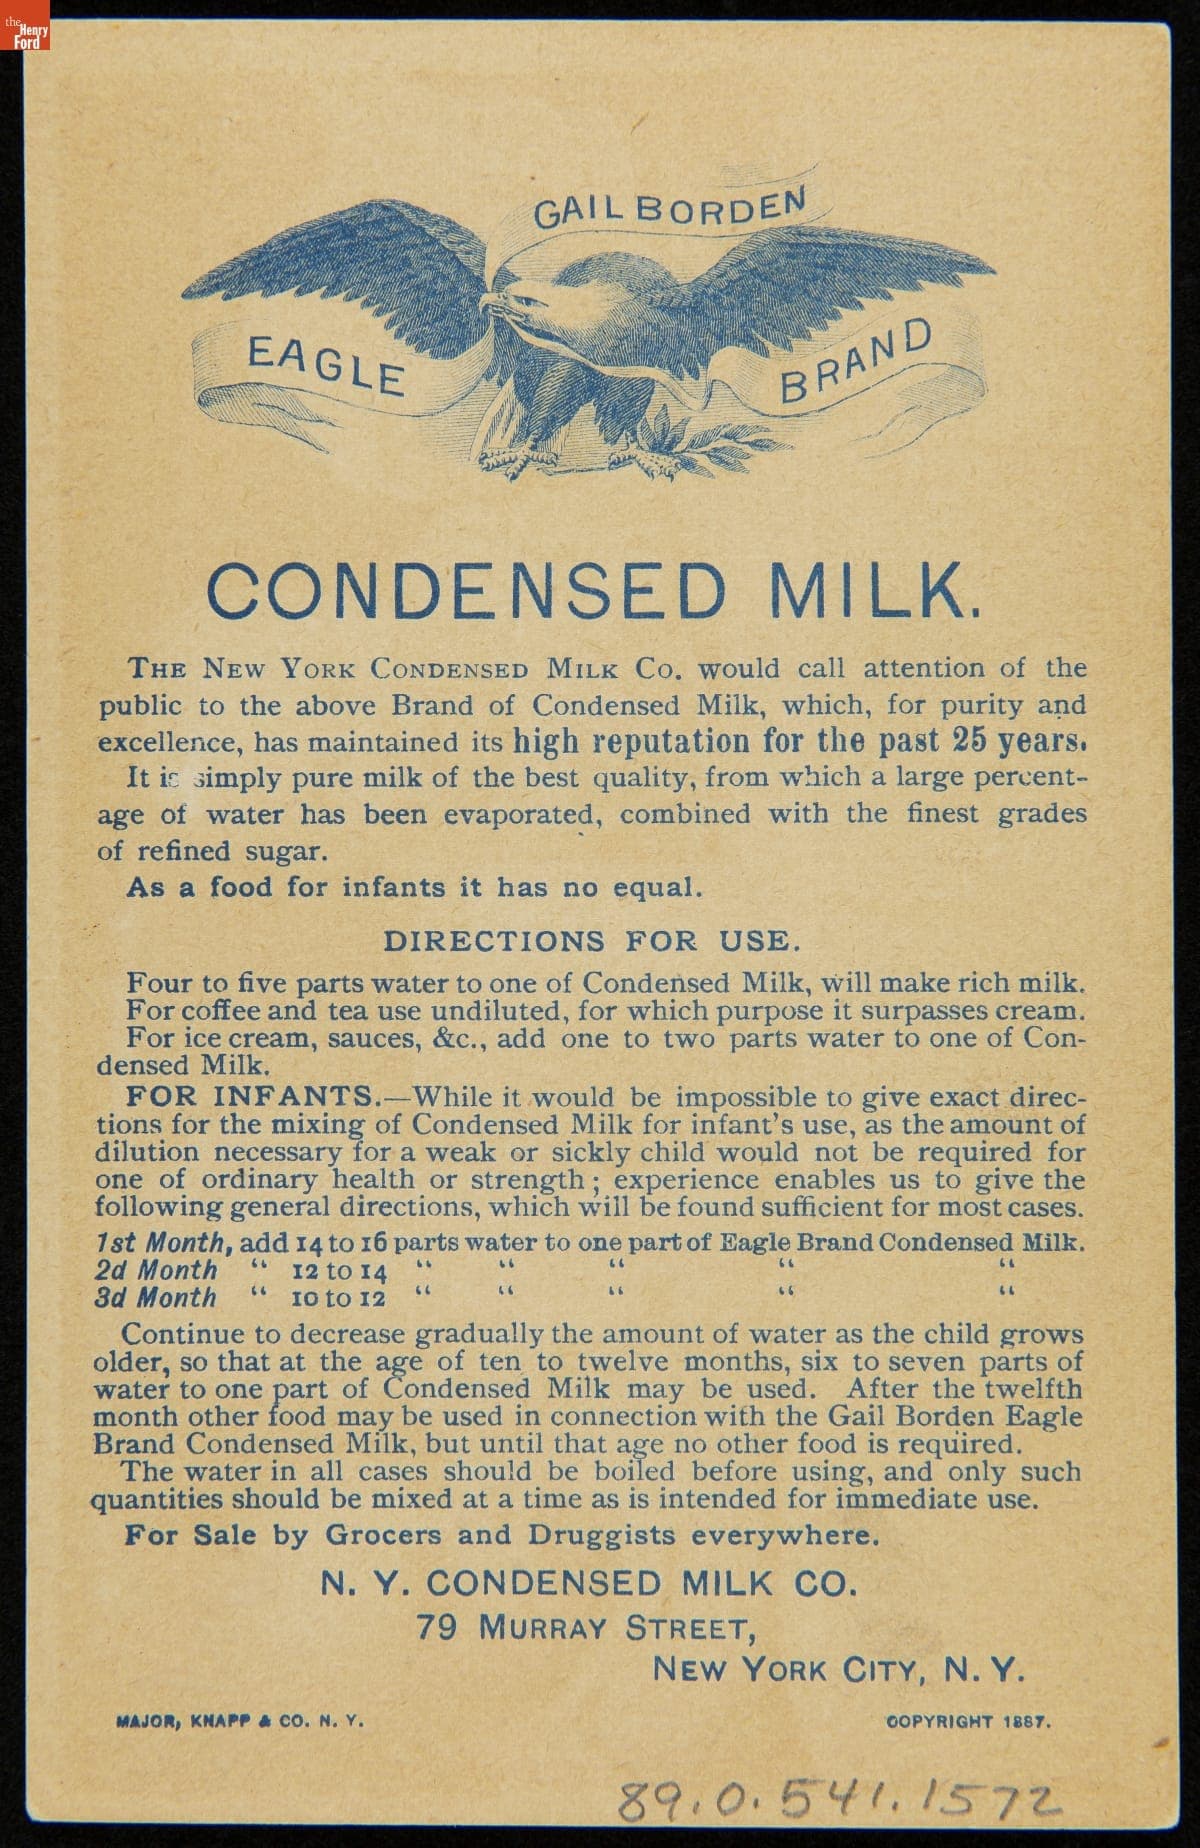 the
Henry
Ford
GAIL BORDEN
EAGLE BRAND
CONDENSED MILK.
THE NEW YORK CONDENSED MILK CO. would call attention of the
public to the above Brand of Condensed Milk, which, for purity and
excellence, has maintained its high reputation for the past 25 years.
It is simply pure milk of the best quality, from which a large percent-
age of water has been evaporated, combined with the finest grades
of refined sugar.
As a food for infants it has no equal.
DIRECTIONS FOR USE.
Four to five parts water to one of Condensed Milk, will make rich milk.
For coffee and tea use undiluted, for which purpose it surpasses cream.
For ice cream, sauces, &c., add one to two parts water to one of Con-
densed Milk.
FOR INFANTS.—While it would be impossible to give exact direc-
tions for the mixing of Condensed Milk for infant's use, as the amount of
dilution necessary for a weak or sickly child would not be required for
one of ordinary health or strength; experience enables us to give the
following general directions, which will be found sufficient for most cases.
1st Month, add 14 to 16 parts water to one part of Eagle Brand Condensed Milk.
2d Month " 12 to 14 " " " " "
3d Month " 10 to 12 " " " " "
Continue to decrease gradually the amount of water as the child grows
older, so that at the age of ten to twelve months, six to seven parts of
water to one part of Condensed Milk may be used. After the twelfth
month other food may be used in connection with the Gail Borden Eagle
Brand Condensed Milk, but until that age no other food is required.
The water in all cases should be boiled before using, and only such
quantities should be mixed at a time as is intended for immediate use.
For Sale by Grocers and Druggists everywhere.
N. Y. CONDENSED MILK CO.
79 MURRAY STREET,
NEW YORK CITY, N. Y.
MAJOR, KNAPP & CO. N. Y. COPYRIGHT 1887.
89.0.541.1572